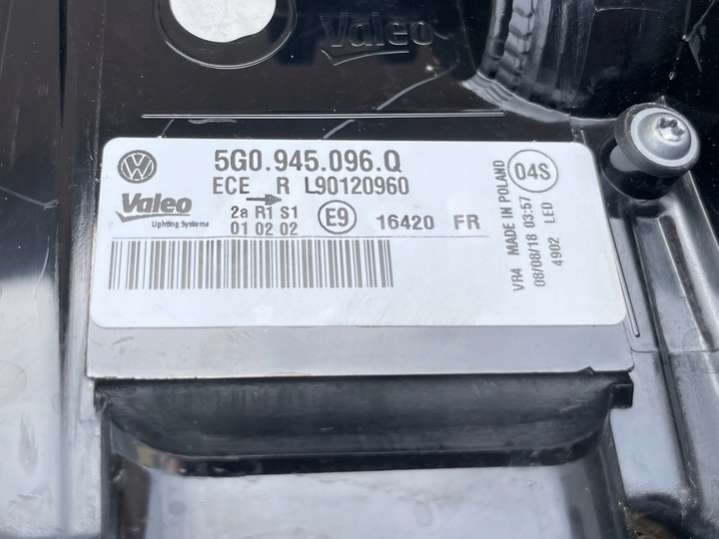 Valeo
5G0.945.096.Q
ECE R L90120960
Valeo
Lighting Systems
2a R1 S1
01 02 02
E9
16420 FR
VR4 MADE IN POLAND
08/08/18 03:57
4902 LED
04S